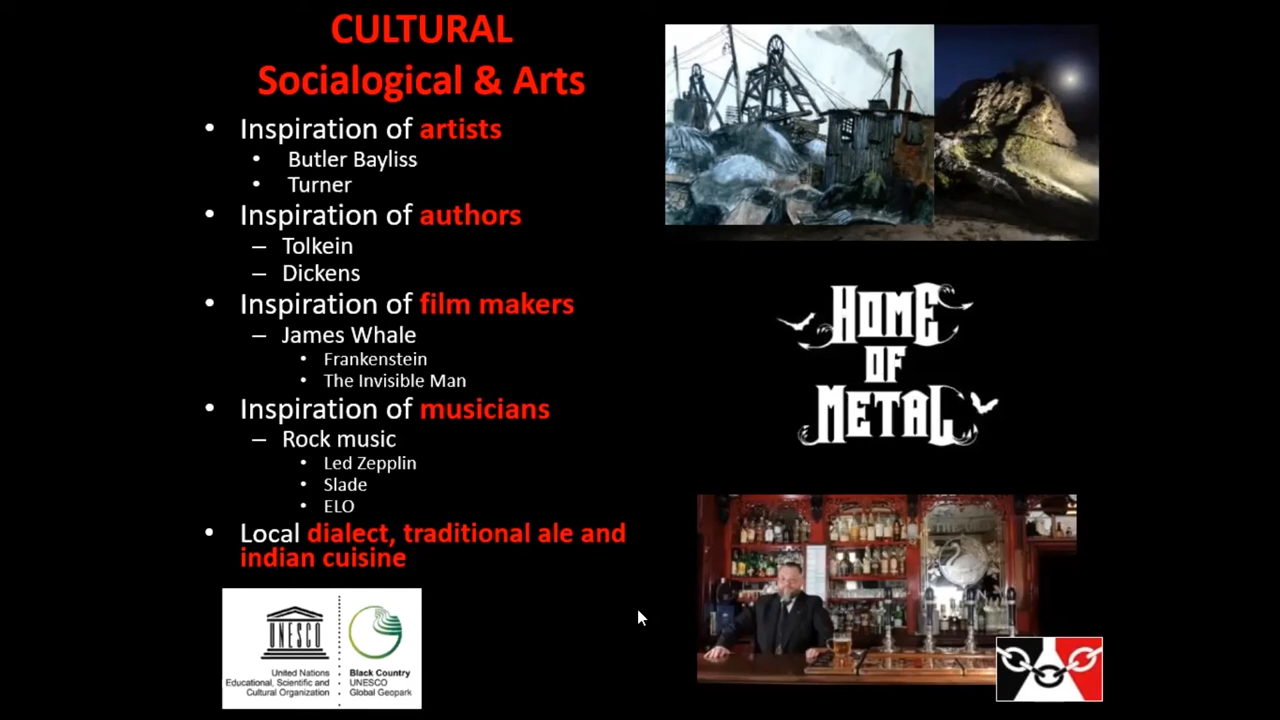 CULTURAL
Socialogical & Arts
• Inspiration of artists
• Butler Bayliss
• Turner
• Inspiration of authors
– Tolkein
– Dickens
• Inspiration of film makers
– James Whale
• Frankenstein
• The Invisible Man
• Inspiration of musicians
– Rock music
• Led Zepplin
• Slade
• ELO
• Local dialect, traditional ale and
indian cuisine
HOME
OF
METAL
UNESCO
United Nations
Educational, Scientific and
Cultural Organization
Black Country
UNESCO
Global Geopark